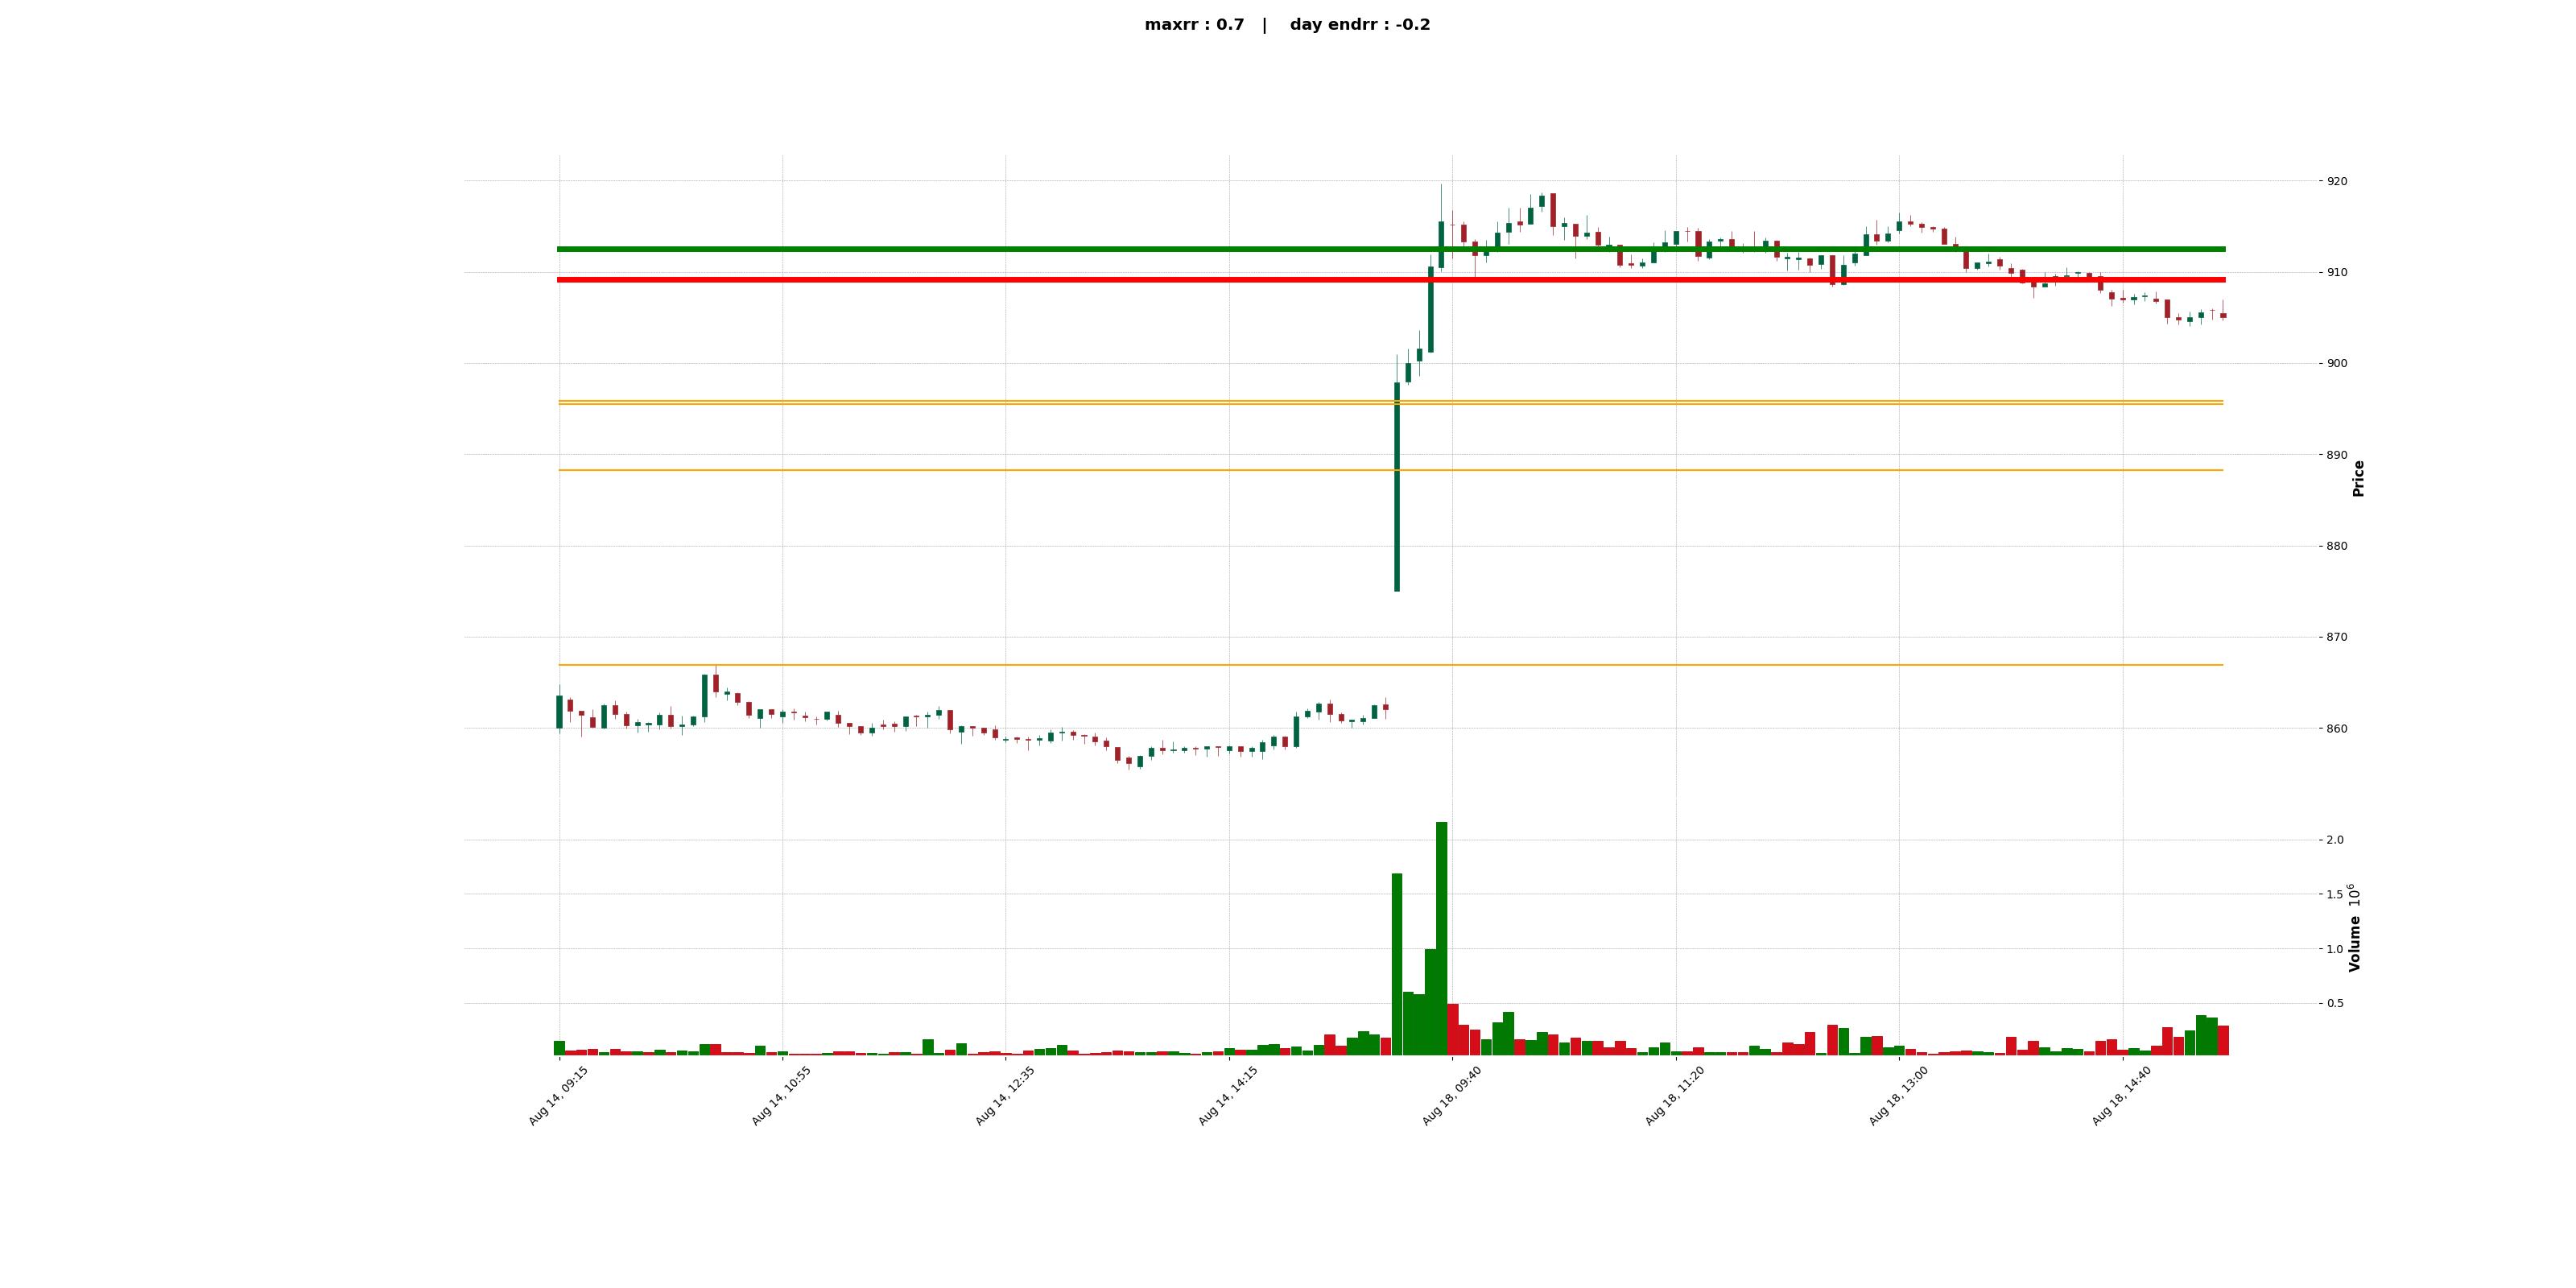 maxrr : 0.7 | day endrr : -0.2
920
910
900
890
880
870
860
Price
2.0
1.5
1.0
0.5
Volume 10^6
Aug 14, 09:15
Aug 14, 10:55
Aug 14, 12:35
Aug 14, 14:15
Aug 18, 09:40
Aug 18, 11:20
Aug 18, 13:00
Aug 18, 14:40